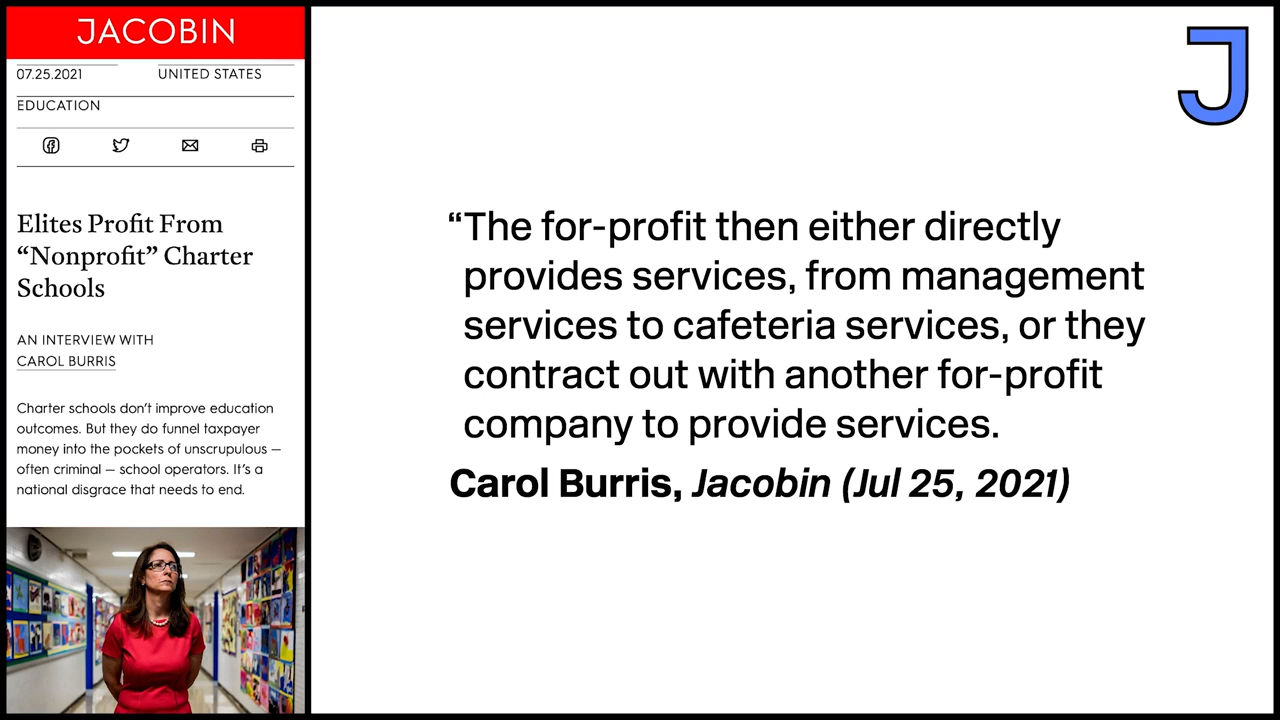 JACOBIN
07.25.2021
UNITED STATES
EDUCATION
Elites Profit From
“Nonprofit” Charter
Schools
AN INTERVIEW WITH
CAROL BURRIS
Charter schools don’t improve education
outcomes. But they do funnel taxpayer
money into the pockets of unscrupulous —
often criminal — school operators. It’s a
national disgrace that needs to end.
J
“The for-profit then either directly
provides services, from management
services to cafeteria services, or they
contract out with another for-profit
company to provide services.
Carol Burris, Jacobin (Jul 25, 2021)